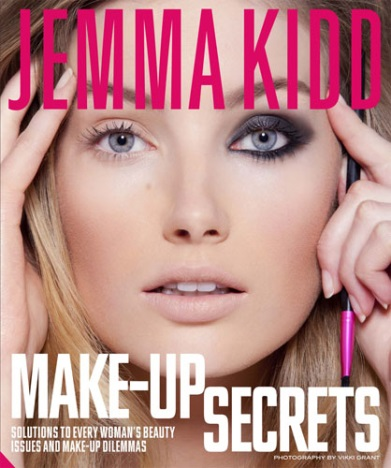 JEMMA KIDD
MAKE-UP
SECRETS
SOLUTIONS TO EVERY WOMAN'S BEAUTY
ISSUES AND MAKE-UP DILEMMAS
PHOTOGRAPHY BY VIKKI GRANT